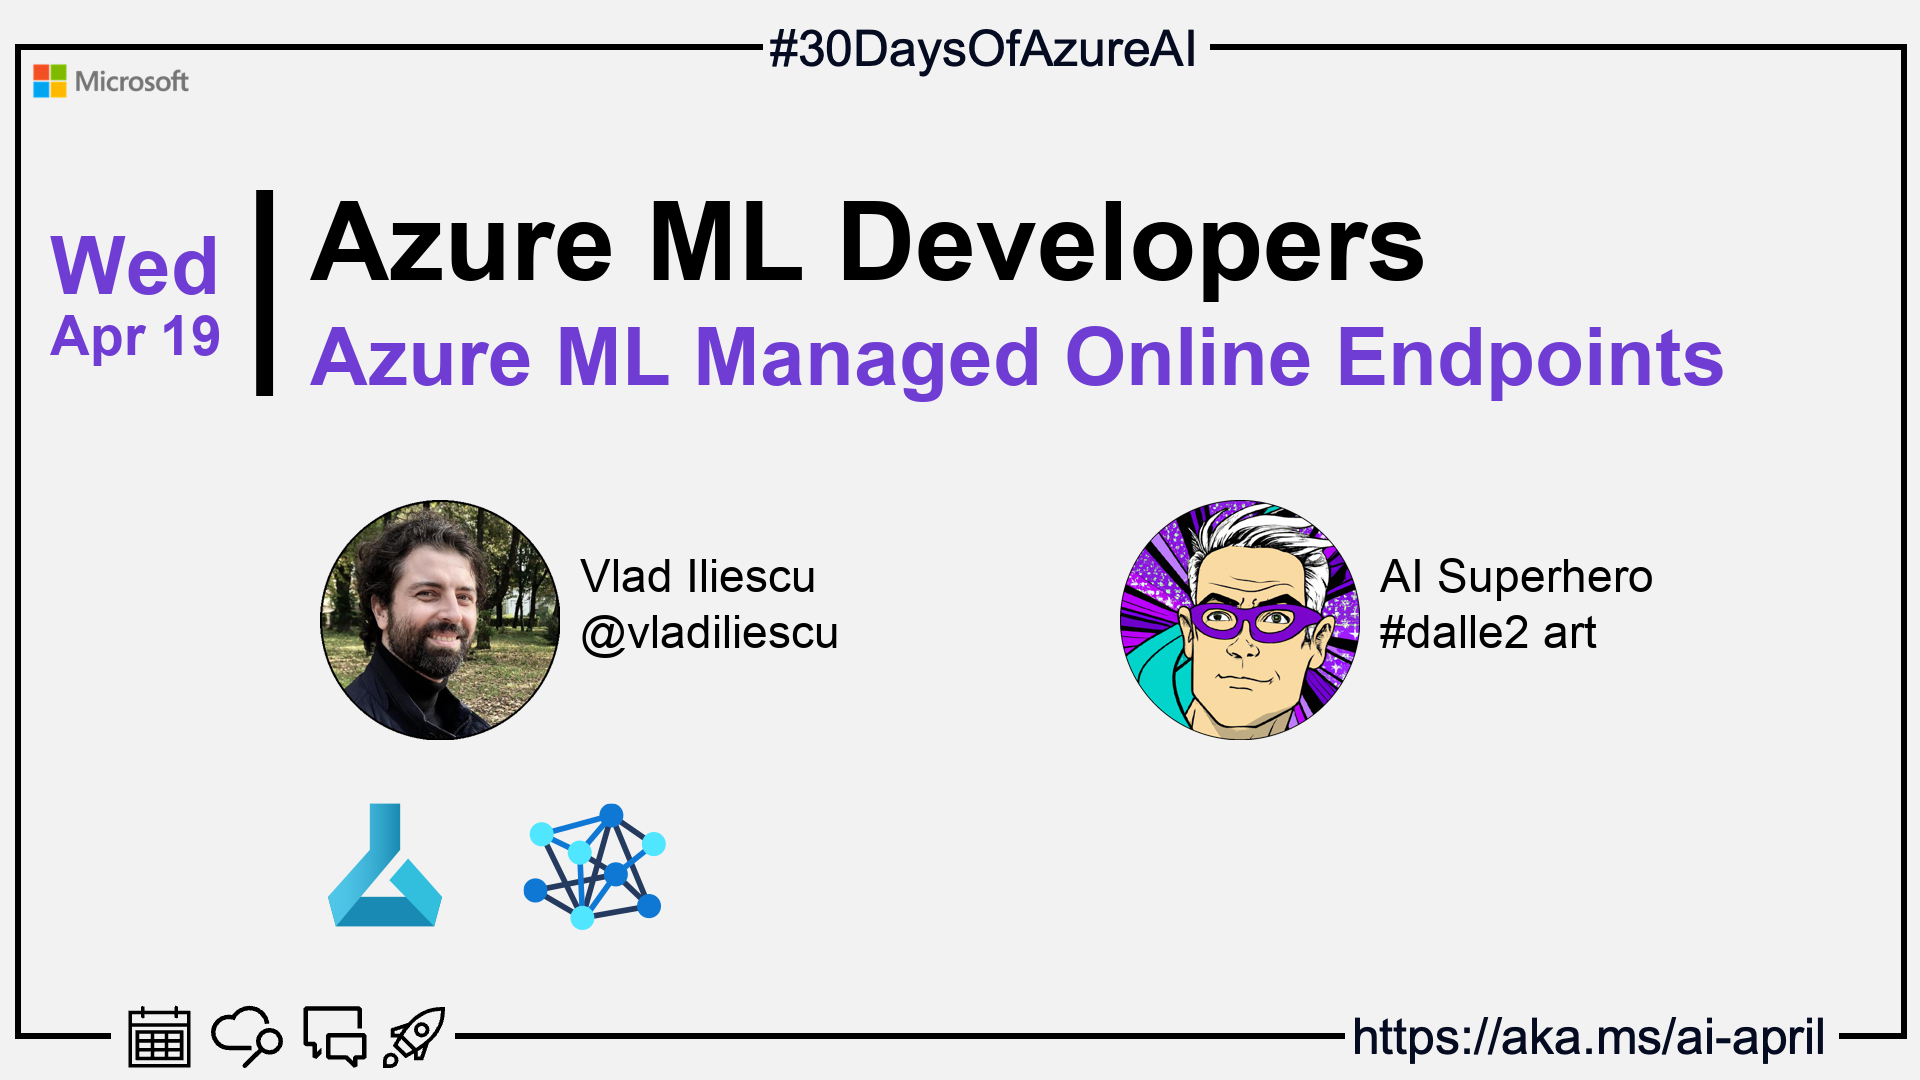 #30DaysOfAzureAI
Microsoft
Wed
Apr 19
Azure ML Developers
Azure ML Managed Online Endpoints
Vlad Iliescu
@vladiliescu
AI Superhero
#dalle2 art
https://aka.ms/ai-april